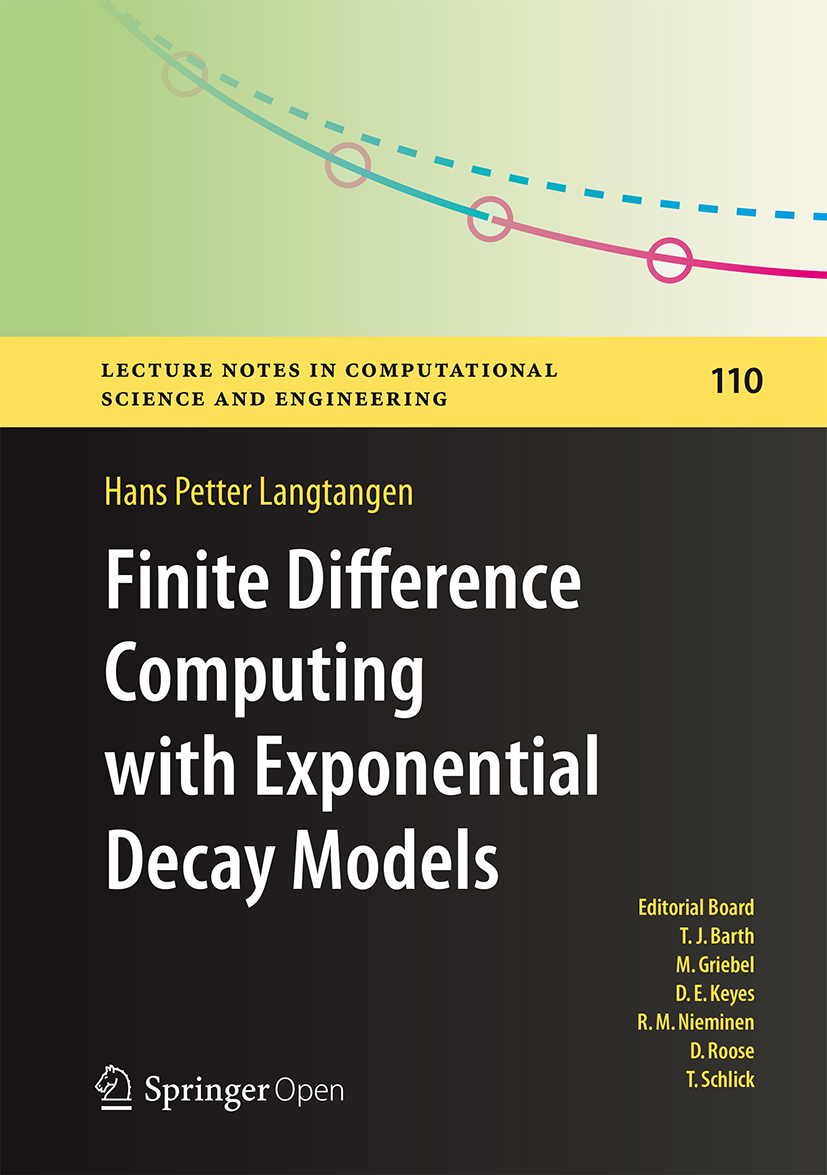 LECTURE NOTES IN COMPUTATIONAL
SCIENCE AND ENGINEERING
110
Hans Petter Langtangen
Finite Difference
Computing
with Exponential
Decay Models
Editorial Board
T. J. Barth
M. Griebel
D. E. Keyes
R. M. Nieminen
D. Roose
T. Schlick
Springer Open